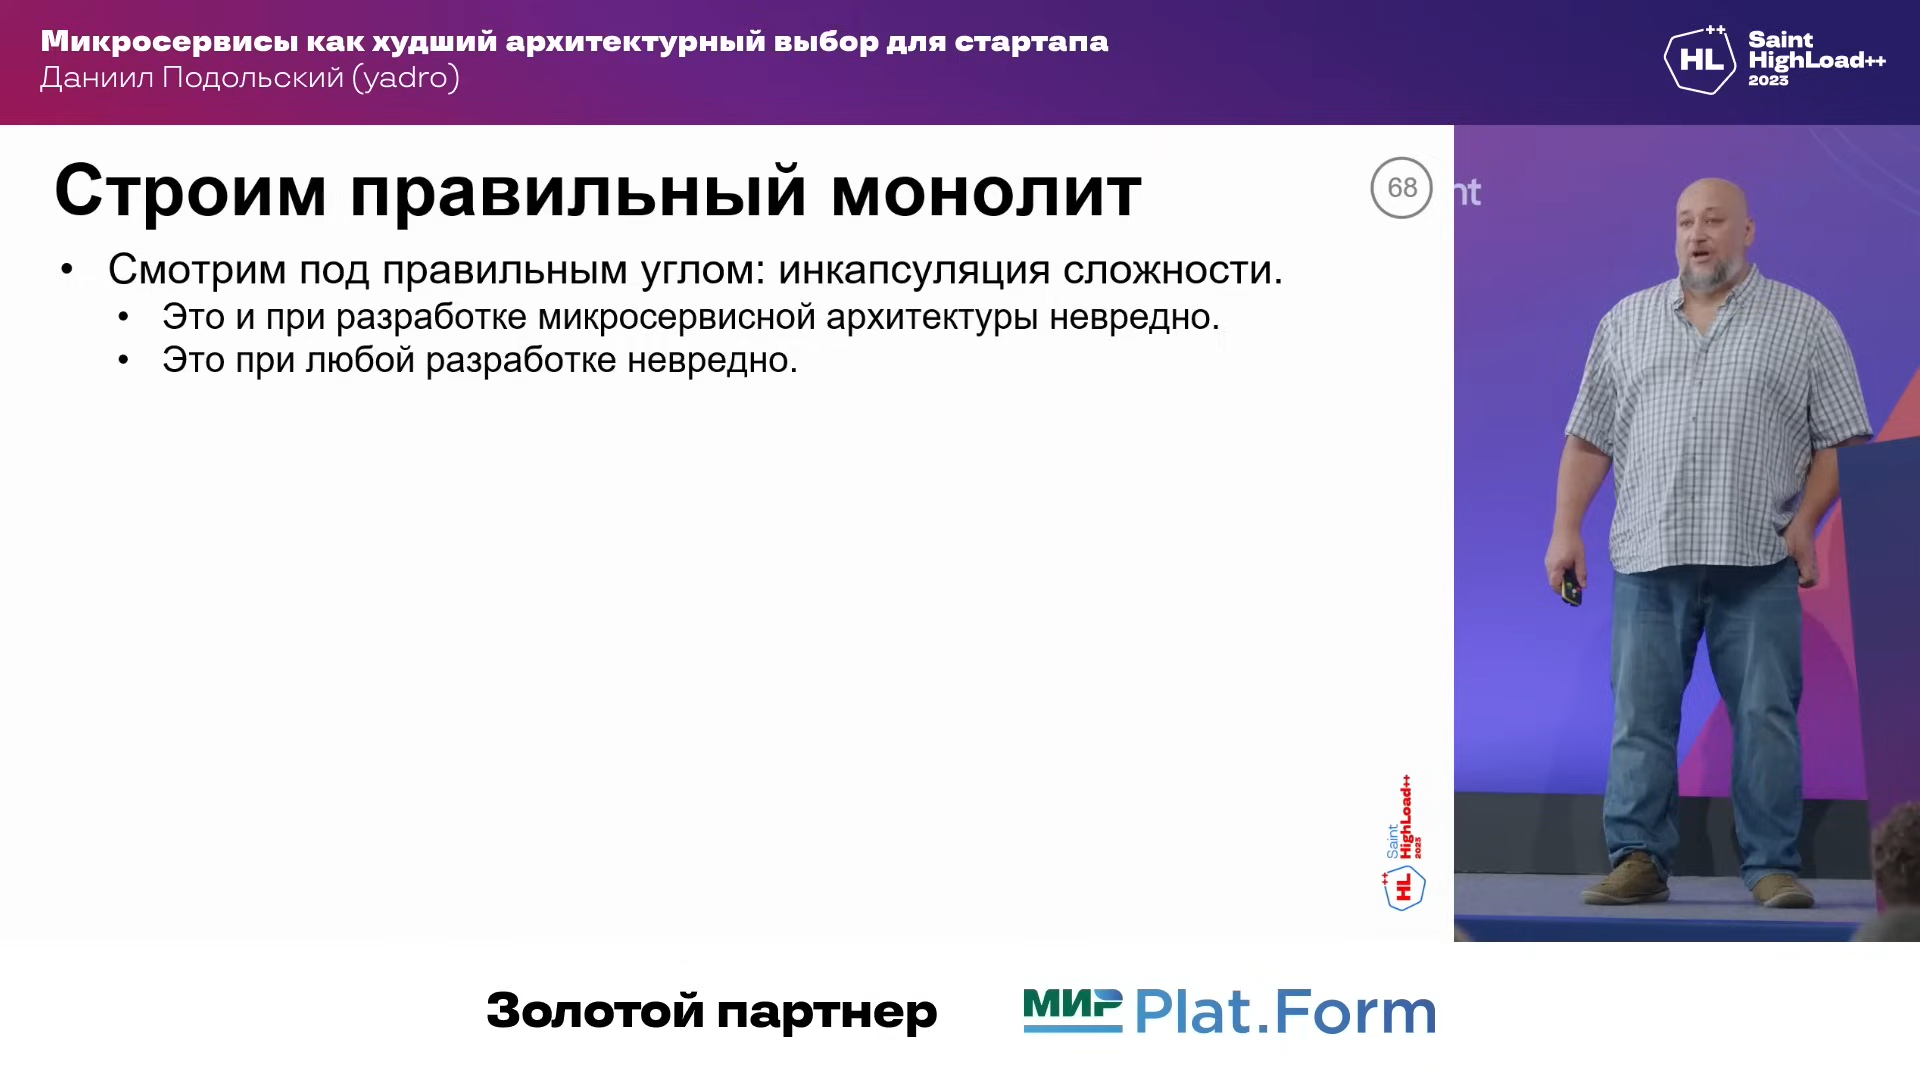 Микросервисы как худший архитектурный выбор для стартапа
Даниил Подольский (yadro)
++
HL
Saint
HighLoad++
2023
Строим правильный монолит
68
nt
• Смотрим под правильным углом: инкапсуляция сложности.
• Это и при разработке микросервисной архитектуры невредно.
• Это при любой разработке невредно.
++
HL
Saint
HighLoad++
2023
Золотой партнер
МИР Plat.Form